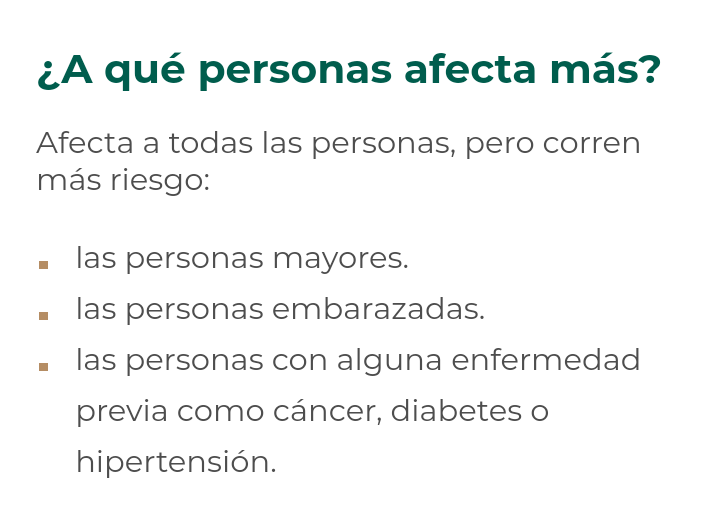 ¿A qué personas afecta más?
Afecta a todas las personas, pero corren
más riesgo:
las personas mayores.
las personas embarazadas.
las personas con alguna enfermedad
previa como cáncer, diabetes o
hipertensión.